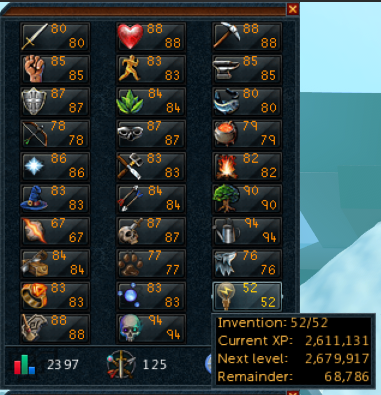 80 80 88 88 88 88
85 85 83 83 85 85
87 87 84 84 80 80
78 78 87 87 79 79
86 86 83 83 82 82
83 83 84 84 90 90
67 67 87 87 94 94
84 84 77 77 76 76
83 83 83 83 52 52
88 88 94 94
Invention: 52/52
Current XP: 2,611,131
Next level: 2,679,917
Remainder: 68,786
2397 125